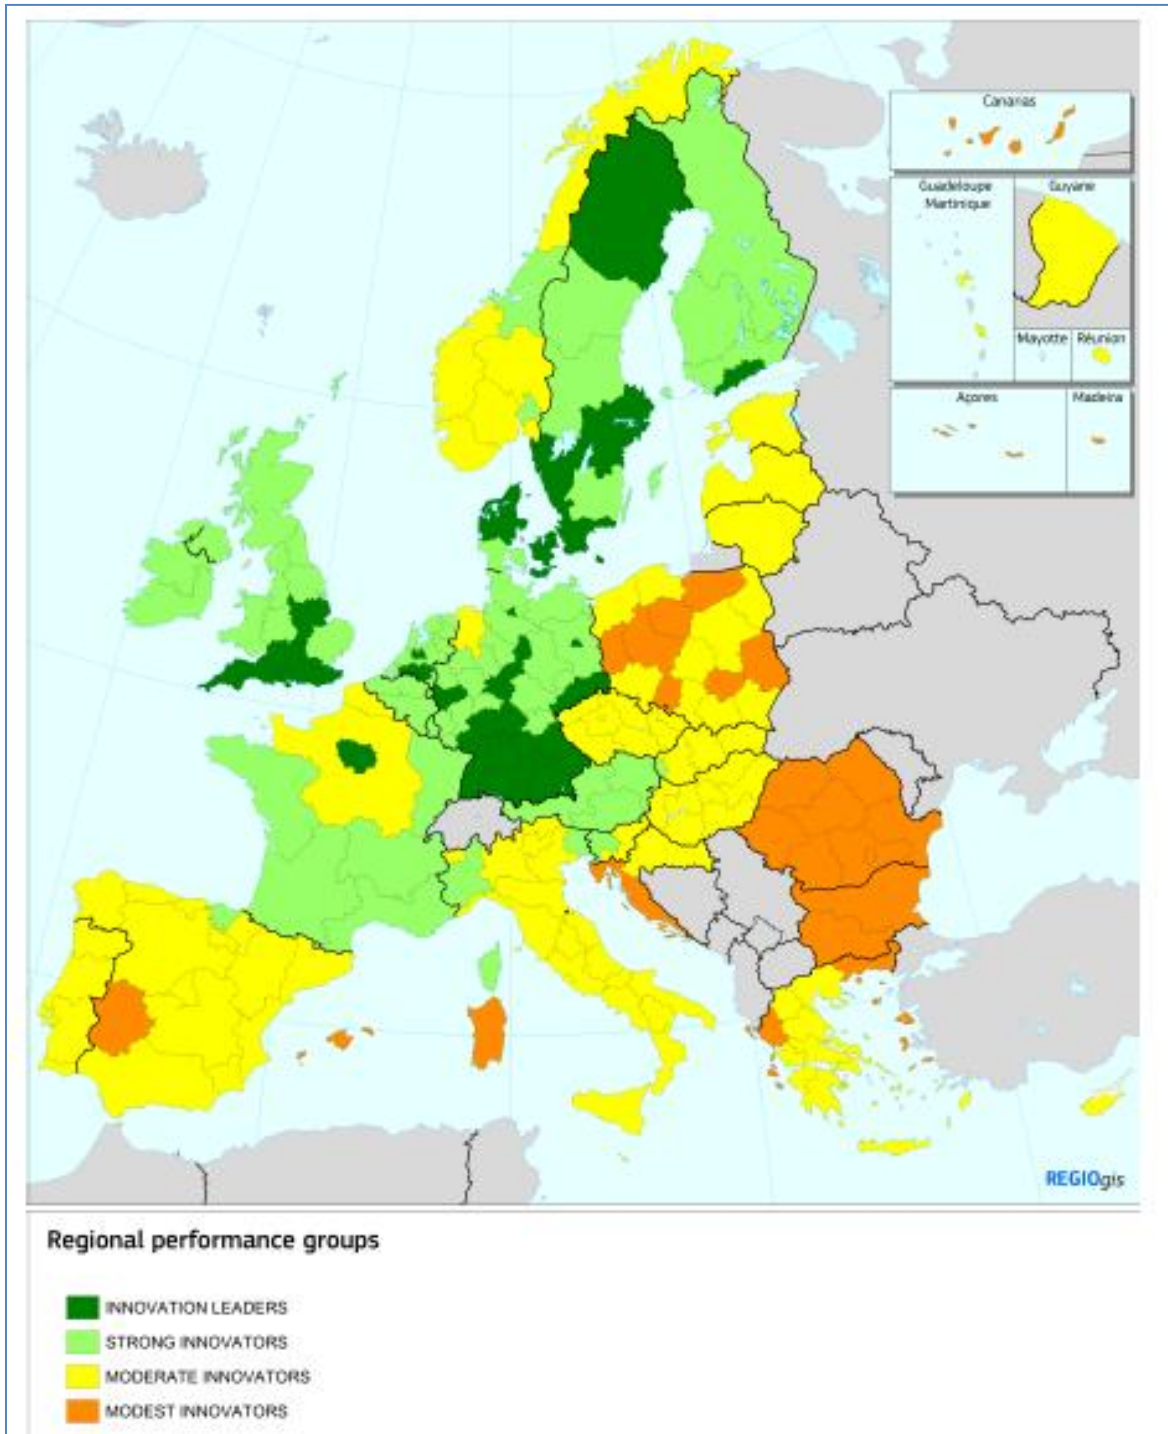 Canarias
Guadeloupe
Martinique
Guyane
Mayotte
Réunion
Açores
Madeira
REGIOgis
Regional performance groups
INNOVATION LEADERS
STRONG INNOVATORS
MODERATE INNOVATORS
MODEST INNOVATORS